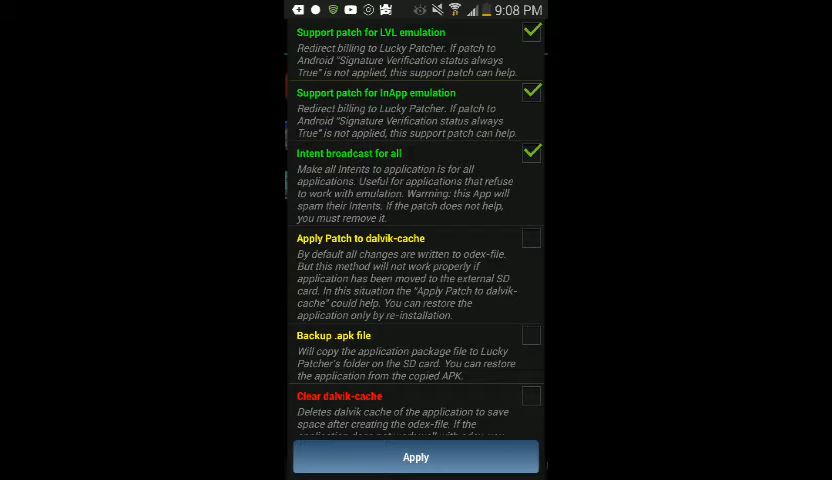 9:08 PM
Support patch for LVL emulation
Redirect billing to Lucky Patcher. If patch to
Android "Signature Verification status always
True" is not applied, this support patch can help.
Support patch for InApp emulation
Redirect billing to Lucky Patcher. If patch to
Android "Signature Verification status always
True" is not applied, this support patch can help.
Intent broadcast for all
Make all Intents to application is for all
applications. Useful for applications that refuse
to work with emulation. Warrning: this App will
spam their Intents. If the patch does not help,
you must remove it.
Apply Patch to dalvik-cache
By default all changes are written to odex-file.
But this method will not work properly if
application has been moved to the external SD
card. In this situation the "Apply Patch to dalvik-
cache" could help. You can restore the
application only by re-installation.
Backup .apk file
Will copy the application package file to Lucky
Patcher's folder on the SD card. You can restore
the application from the copied APK.
Clear dalvik-cache
Deletes dalvik cache of the application to save
space after creating the odex-file. If the
application does not work well with odex, you
Apply